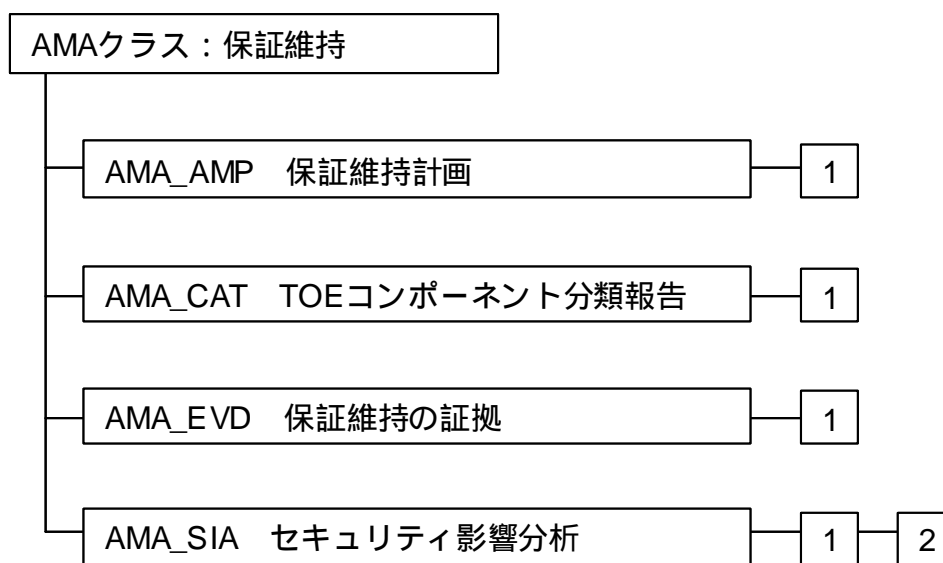 AMAクラス：保証維持
AMA_AMP　保証維持計画　1
AMA_CAT　TOEコンポーネント分類報告　1
AMA_EVD　保証維持の証拠　1
AMA_SIA　セキュリティ影響分析　1　2